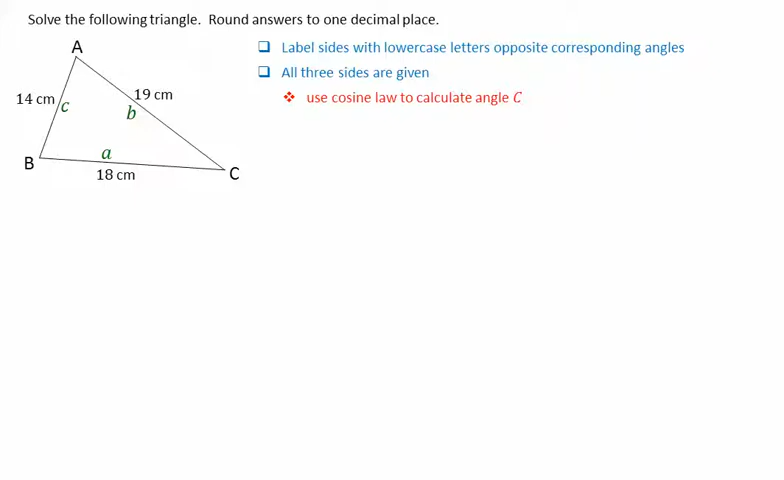 Solve the following triangle. Round answers to one decimal place.
A
❑ Label sides with lowercase letters opposite corresponding angles
❑ All three sides are given
14 cm
c
19 cm
b
❖ use cosine law to calculate angle C
a
B
18 cm
C